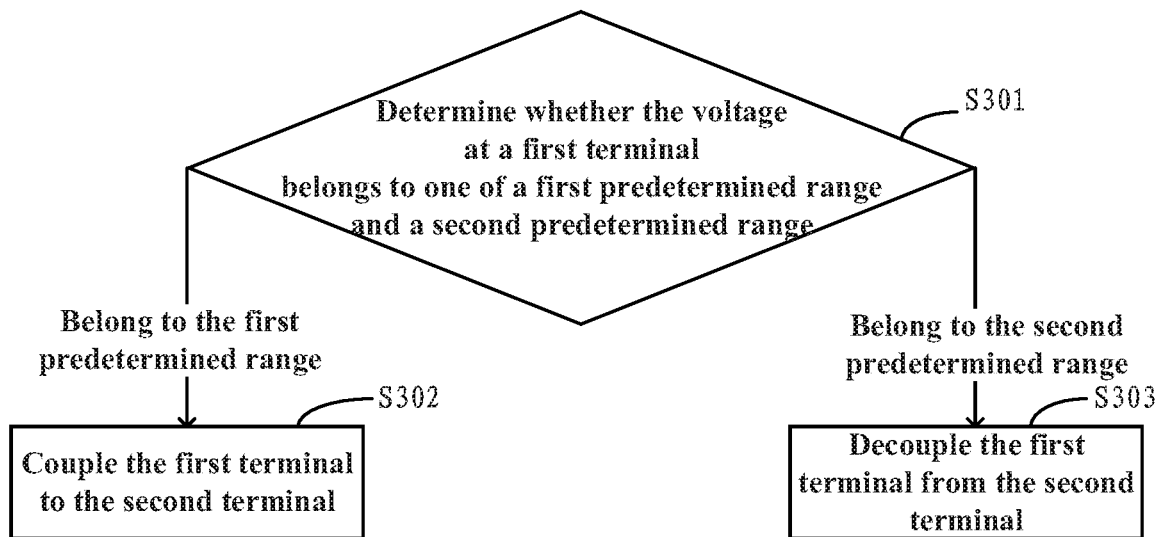 Determine whether the voltage
at a first terminal
belongs to one of a first predetermined range
and a second predetermined range
S301
Belong to the first
predetermined range
Belong to the second
predetermined range
S302
S303
Couple the first terminal
to the second terminal
Decouple the first
terminal from the second
terminal